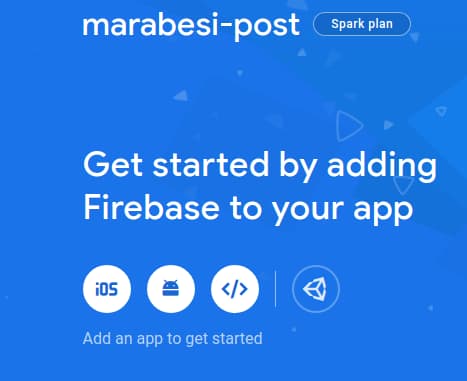 marabesi-post
Spark plan
Get started by adding
Firebase to your app
iOS
Add an app to get started